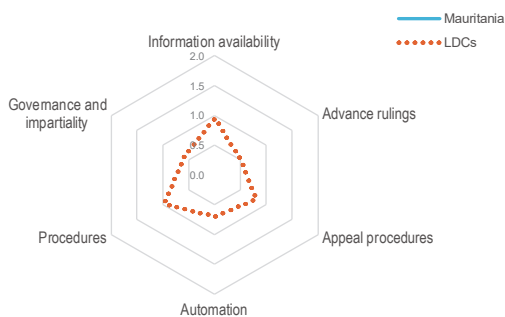 Mauritania
LDCs
Information availability
2.0
1.5
1.0
0.5
0.0
Governance and
impartiality
Advance rulings
Procedures
Appeal procedures
Automation